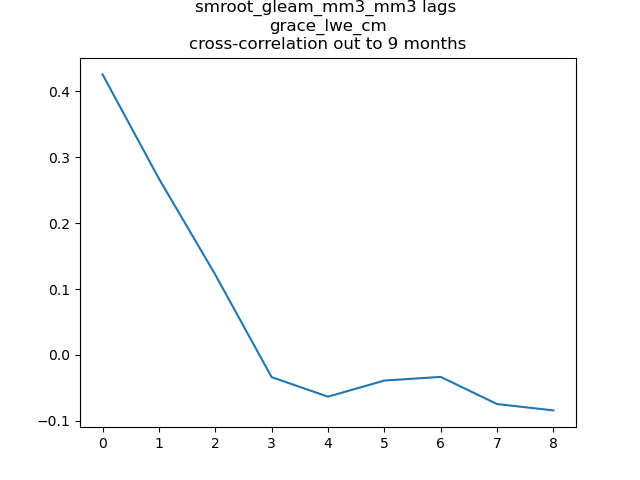 smroot_gleam_mm3_mm3 lags
grace_lwe_cm
cross-correlation out to 9 months
0.4
0.3
0.2
0.1
0.0
−0.1
0 1 2 3 4 5 6 7 8